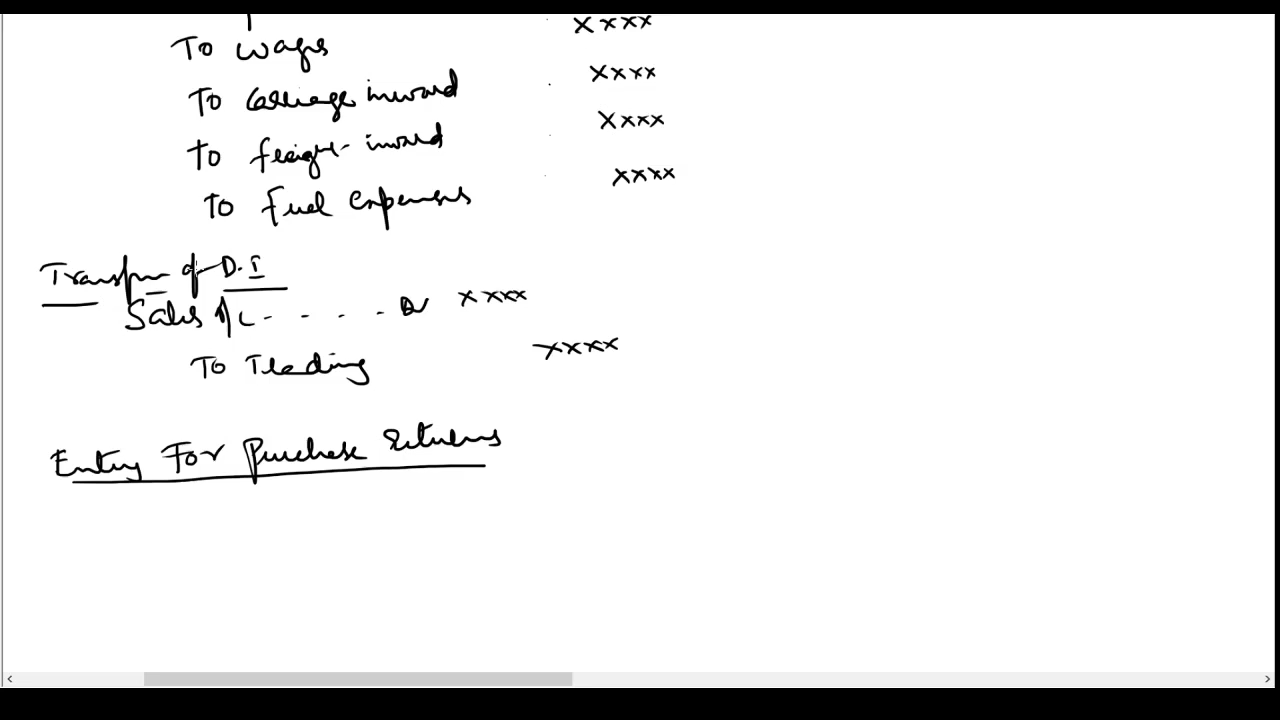 To wages xxxx
To carriage inward xxxx
To freight inward xxxx
To Fuel Expenses xxxx
Transfer of D.I
Sales A/c - - - - Dr xxxx
To Trading xxxx
Entry For Purchase Returns